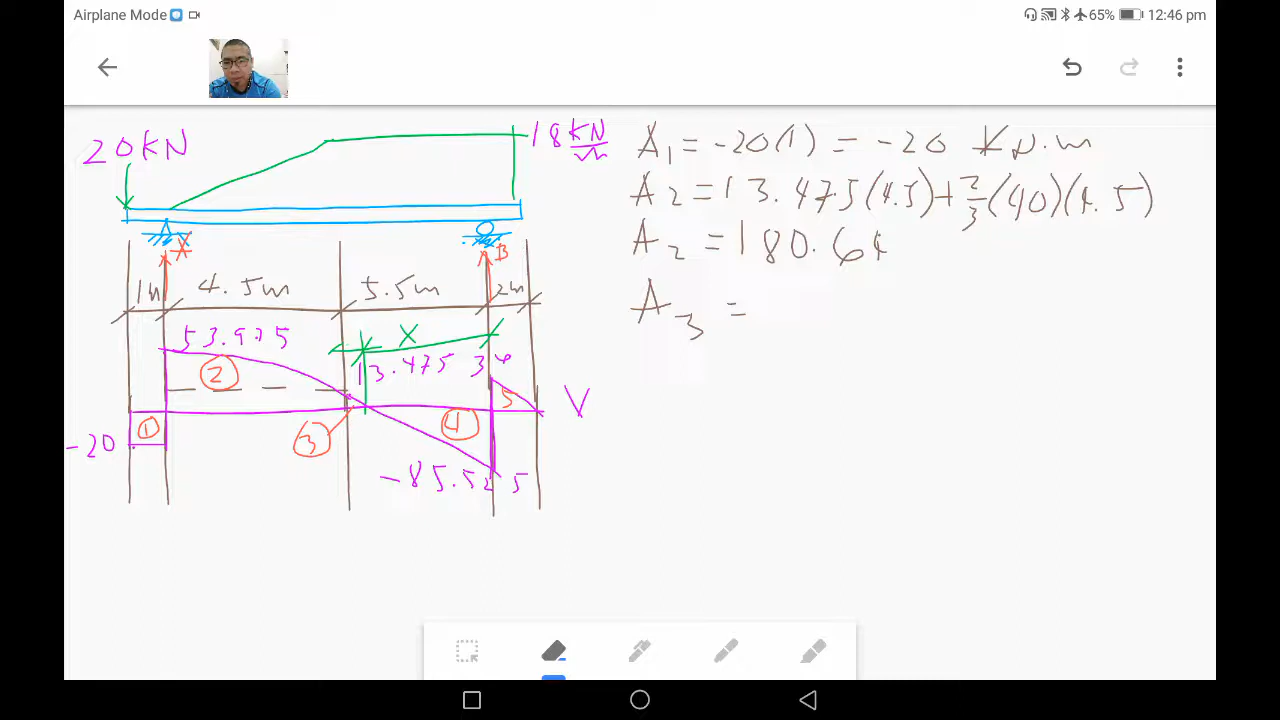 Airplane Mode
65% 12:46 pm
20KN
18 KN/m
A
B
1m 4.5m 5.5m 2m
53.975
X
2
13.475 36
5
V
-20
1
3
4
-85.525
A1 = -20(1) = -20 KN.m
A2 = 13.475(4.5)+2/3(40)(4.5)
A2 = 180.64
A3 =